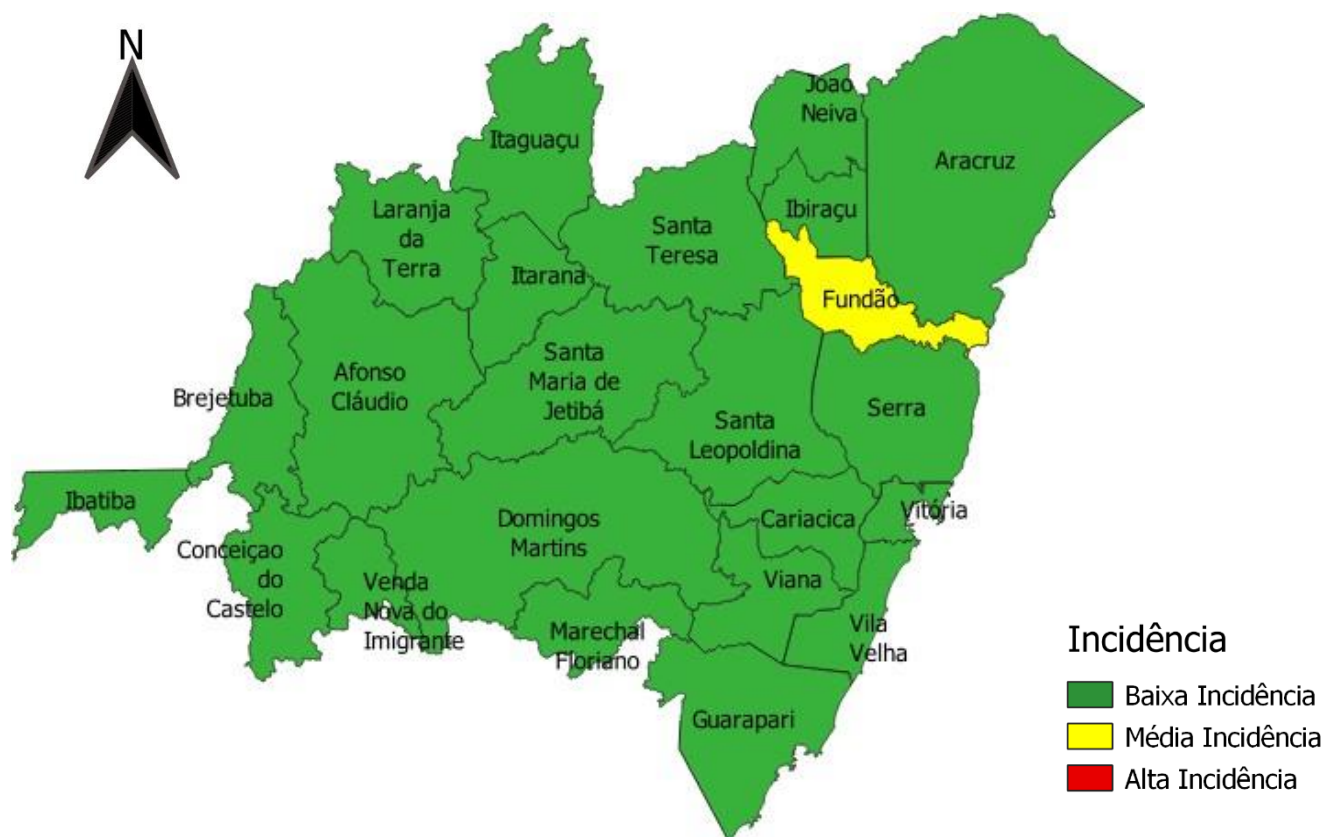 N
Joao
Neiva
Itaguaçu
Aracruz
Laranja
da
Terra
Ibiraçu
Santa
Teresa
Itarana
Fundão
Santa
Maria de
Jetibá
Afonso
Cláudio
Brejetuba
Serra
Santa
Leopoldina
Ibatiba
Vitória
Cariacica
Domingos
Martins
Conceiçao
do
Castelo
Venda
Nova do
Imigrante
Viana
Marechal
Floriano
Vila
Velha
Guarapari
Incidência
Baixa Incidência
Média Incidência
Alta Incidência